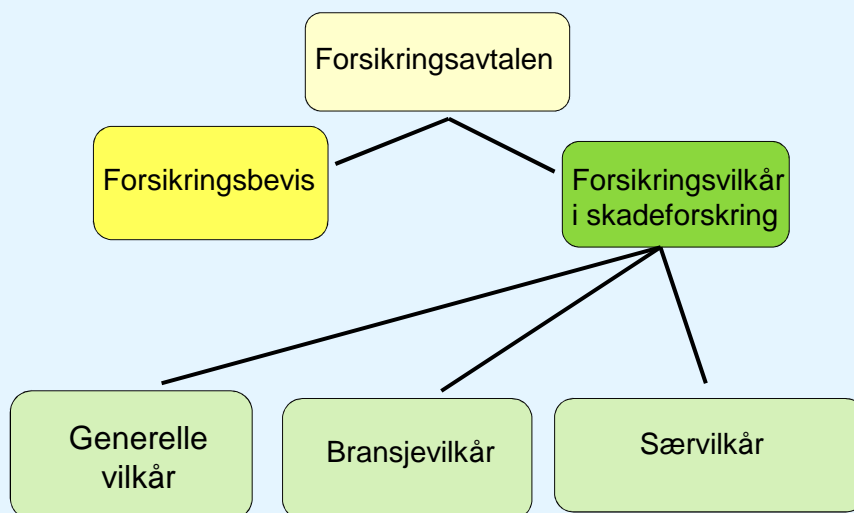 Forsikringsavtalen
Forsikringsbevis
Forsikringsvilkår
i skadeforskring
Generelle
vilkår
Bransjevilkår
Særvilkår